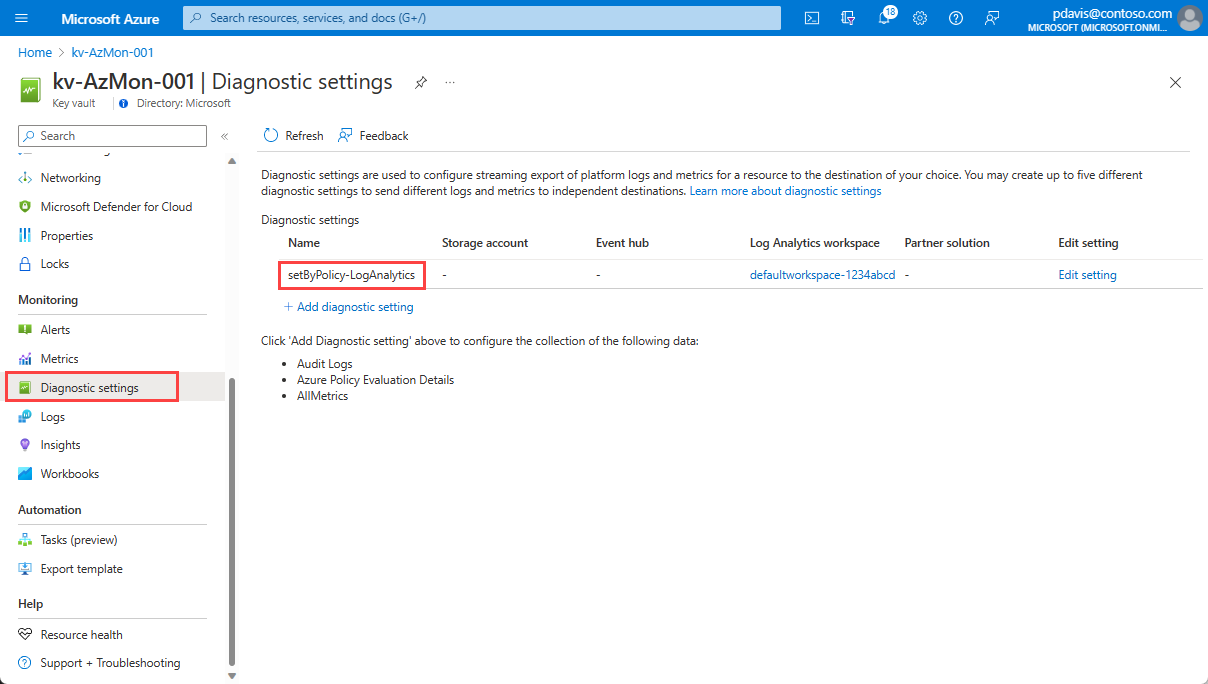 Microsoft Azure
Search resources, services, and docs (G+/)
18
pdavis@contoso.com
MICROSOFT (MICROSOFT.ONMI...
Home > kv-AzMon-001
kv-AzMon-001 | Diagnostic settings
Key vault
Directory: Microsoft
Search
Networking
Microsoft Defender for Cloud
Properties
Locks
Monitoring
Alerts
Metrics
Diagnostic settings
Logs
Insights
Workbooks
Automation
Tasks (preview)
Export template
Help
Resource health
Support + Troubleshooting
Refresh
Feedback
Diagnostic settings are used to configure streaming export of platform logs and metrics for a resource to the destination of your choice. You may create up to five different
diagnostic settings to send different logs and metrics to independent destinations. Learn more about diagnostic settings
Diagnostic settings
Name Storage account Event hub Log Analytics workspace Partner solution Edit setting
setByPolicy-LogAnalytics - - defaultworkspace-1234abcd - Edit setting
+ Add diagnostic setting
Click 'Add Diagnostic setting' above to configure the collection of the following data:
• Audit Logs
• Azure Policy Evaluation Details
• AllMetrics